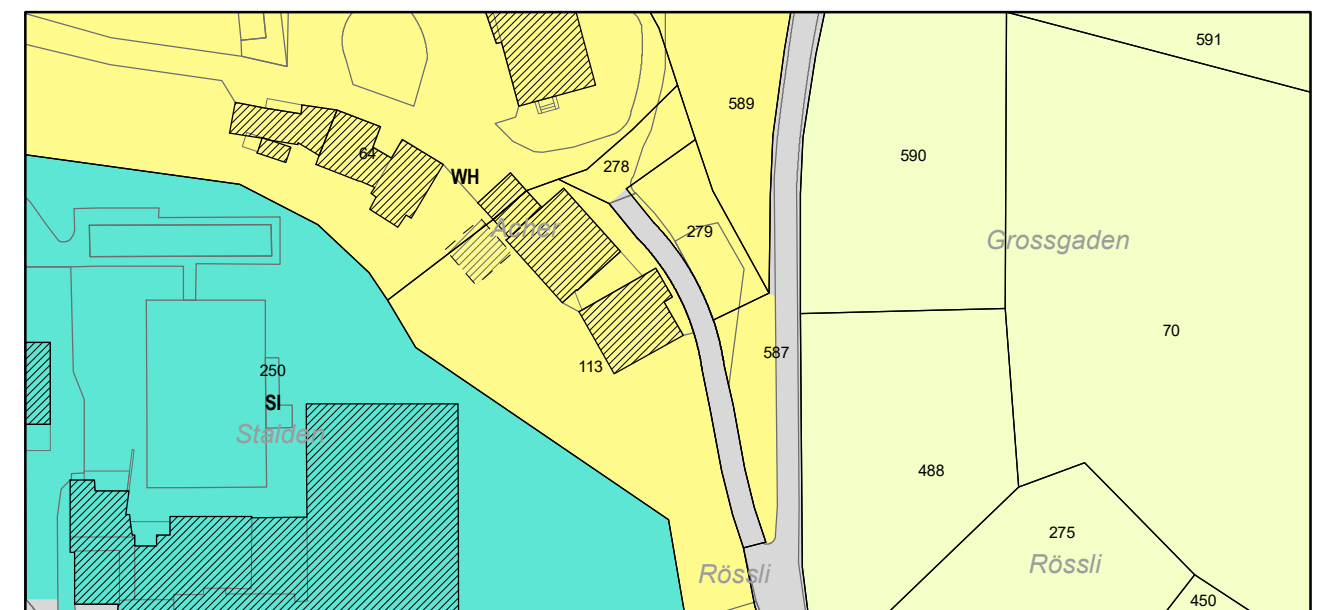 591
589
590
64
WH
278
Acher
279
Grossgaden
70
587
113
250
SI
Stalden
488
275
Rössli
Rössli
450